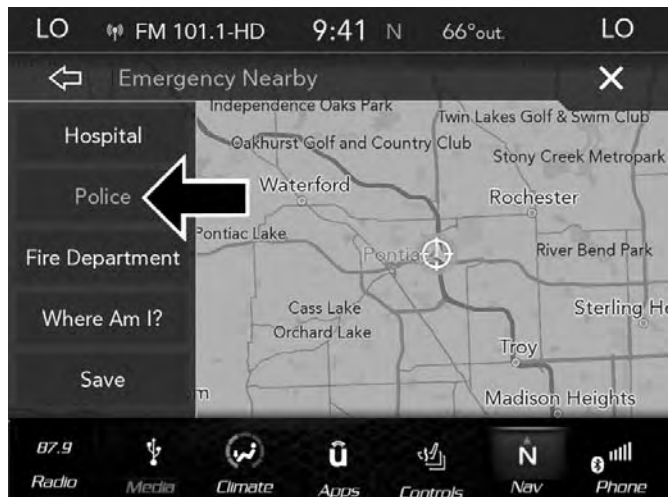 LO FM 101.1-HD 9:41 N 66°out. LO
Emergency Nearby
Hospital
Police
Fire Department
Where Am I?
Save
Independence Oaks Park
Twin Lakes Golf & Swim Club
Oakhurst Golf and Country Club
Stony Creek Metropark
Waterford
Rochester
Pontiac Lake
Pontiac
River Bend Park
Cass Lake
Sterling He
Orchard Lake
Troy
m
Madison Heights
87.9
Radio Media Climate Apps Controls Nav Phone
û N